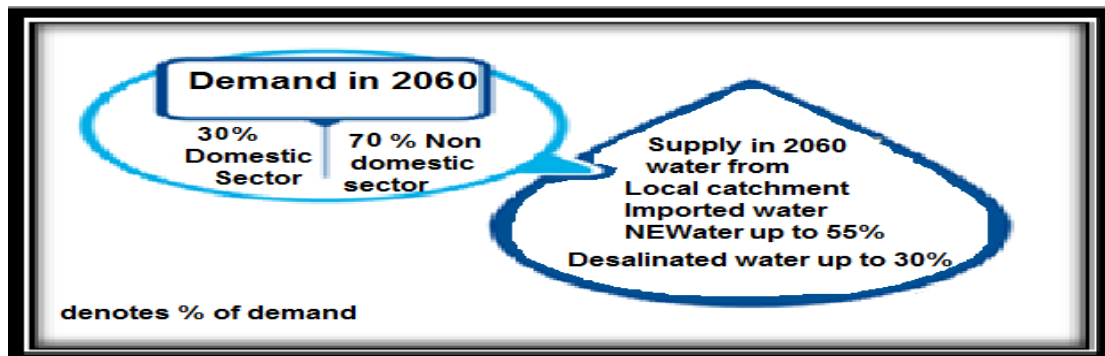 Demand in 2060
30%
Domestic
Sector
70 % Non
domestic
sector
Supply in 2060
water from
Local catchment
Imported water
NEWater up to 55%
Desalinated water up to 30%
denotes % of demand